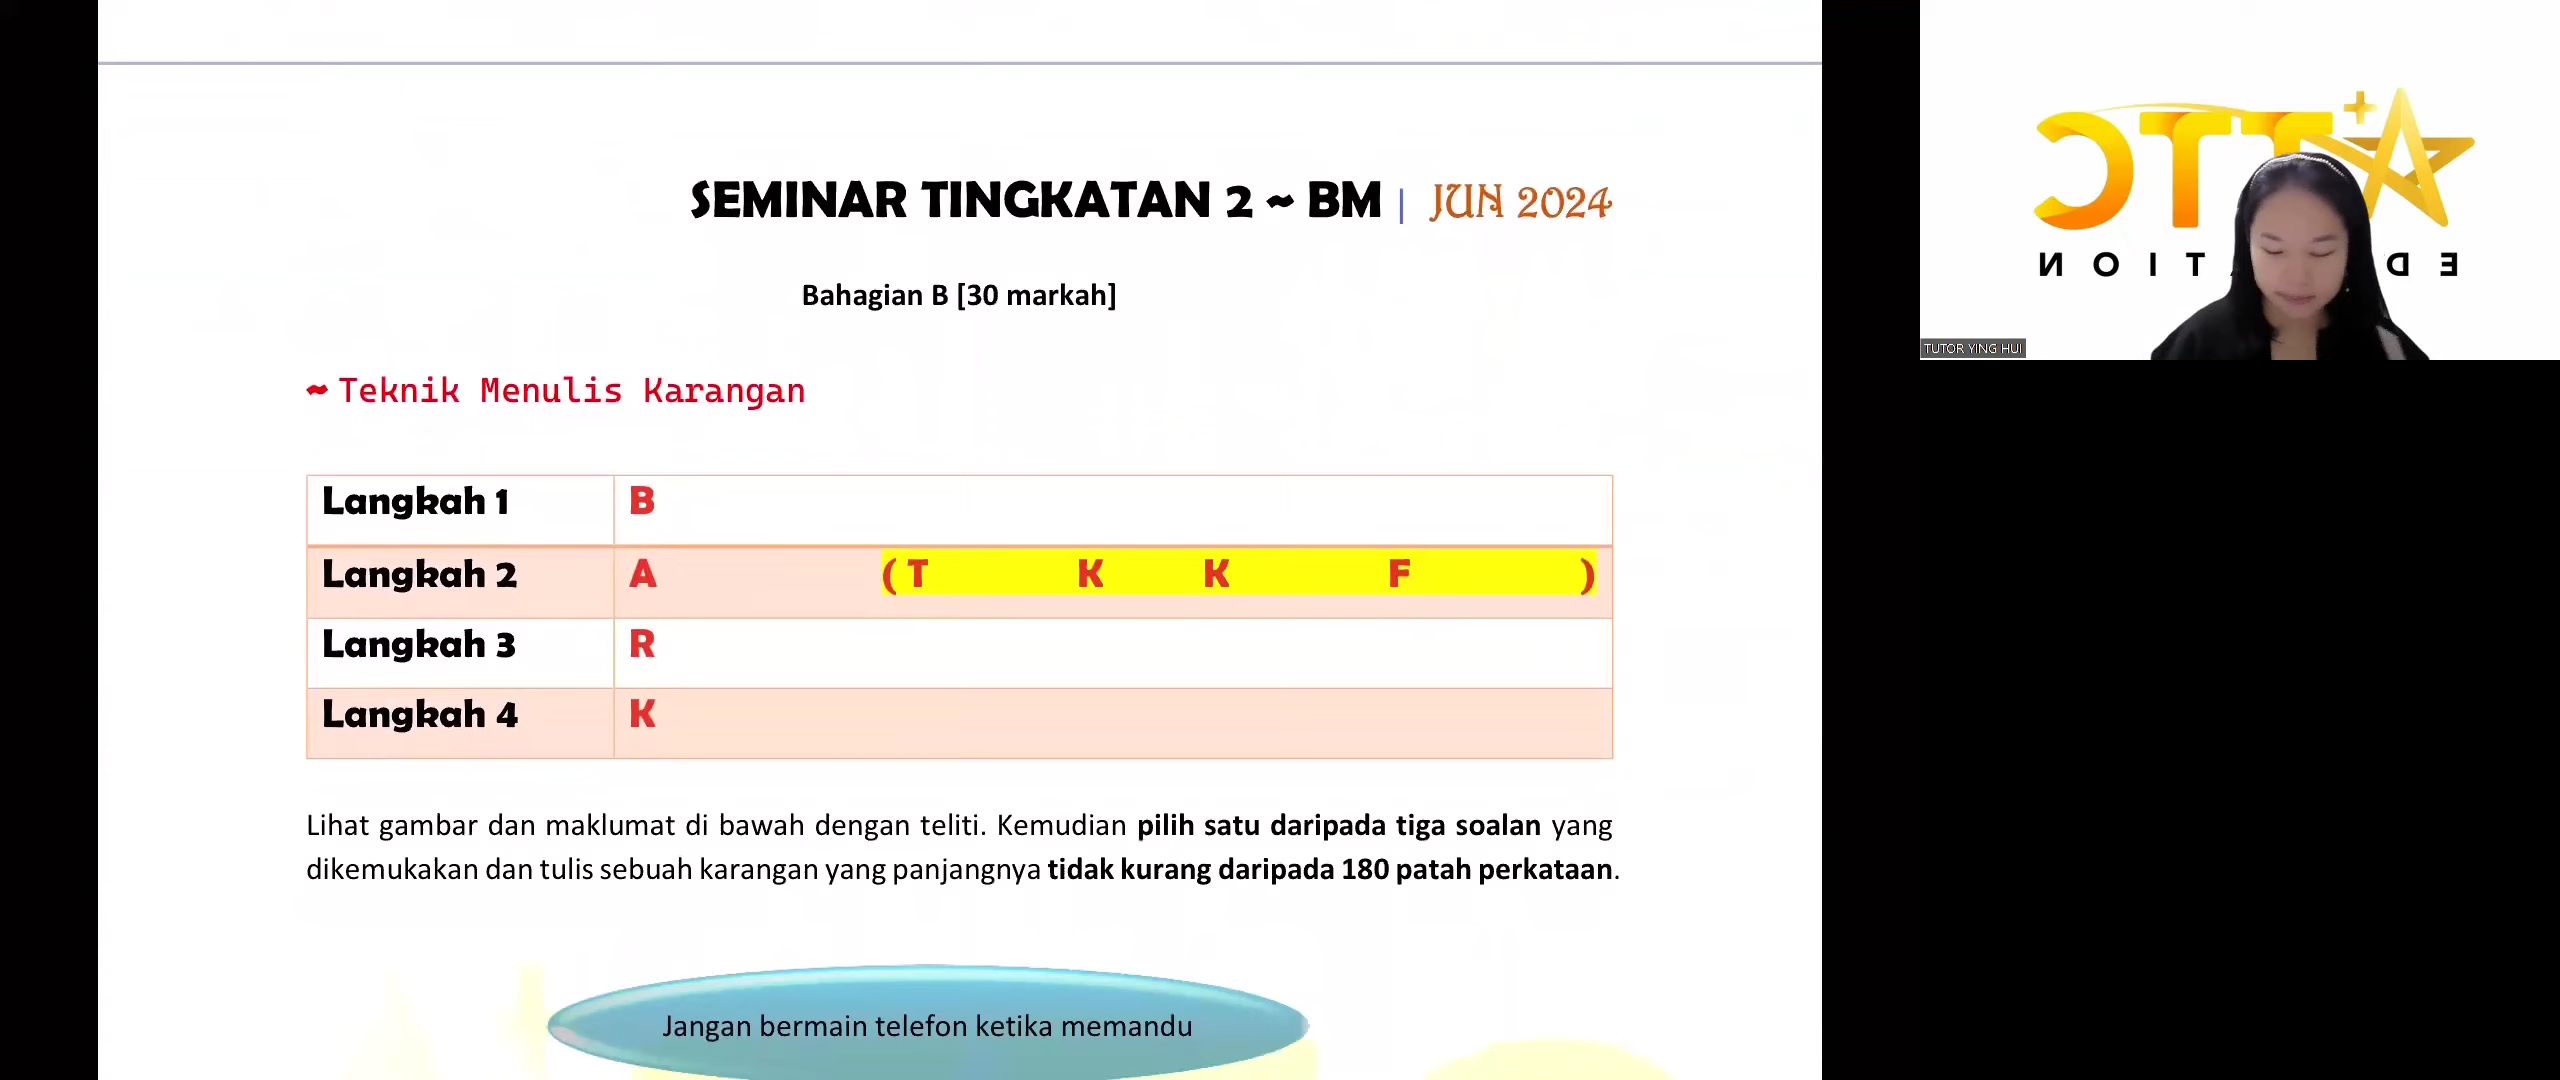 SEMINAR TINGKATAN 2 ~ BM | JUN 2024
Bahagian B [30 markah]
~ Teknik Menulis Karangan
Langkah 1 B
Langkah 2 A ( T K K F )
Langkah 3 R
Langkah 4 K
Lihat gambar dan maklumat di bawah dengan teliti. Kemudian pilih satu daripada tiga soalan yang
dikemukakan dan tulis sebuah karangan yang panjangnya tidak kurang daripada 180 patah perkataan.
Jangan bermain telefon ketika memandu
TTC
TUTOR YING HUI